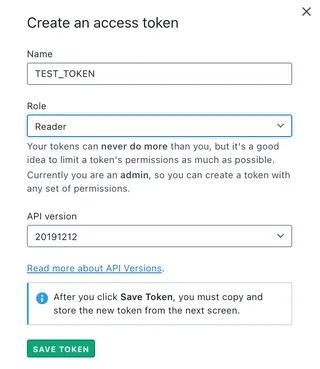 Create an access token
Name
TEST_TOKEN
Role
Reader
Your tokens can never do more than you, but it's a good
idea to limit a token's permissions as much as possible.
Currently you are an admin, so you can create a token with
any set of permissions.
API version
20191212
Read more about API Versions.
After you click Save Token, you must copy and
store the new token from the next screen.
SAVE TOKEN